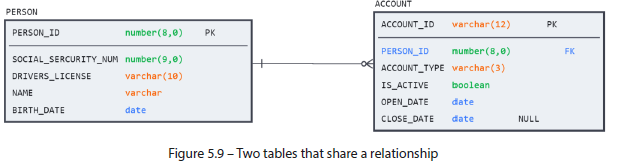 PERSON
PERSON_ID number(8,0) PK
SOCIAL_SERCURITY_NUM number(9,0)
DRIVERS_LICENSE varchar(10)
NAME varchar
BIRTH_DATE date
ACCOUNT
ACCOUNT_ID varchar(12) PK
PERSON_ID number(8,0) FK
ACCOUNT_TYPE varchar(3)
IS_ACTIVE boolean
OPEN_DATE date
CLOSE_DATE date NULL
Figure 5.9 – Two tables that share a relationship